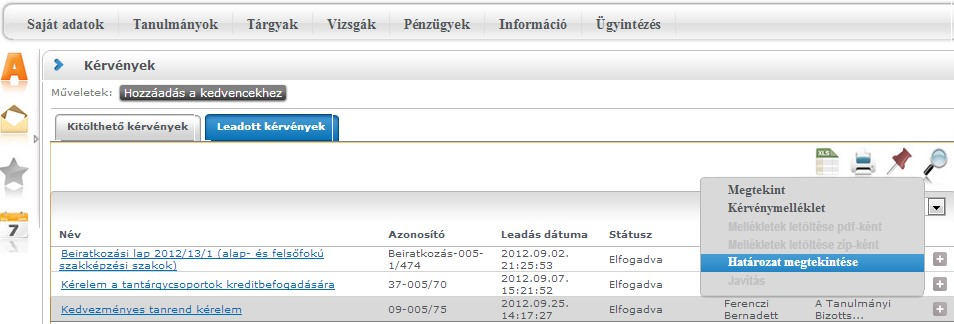 Saját adatok Tanulmányok Tárgyak Vizsgák Pénzügyek Információ Ügyintézés
A
Kérvények
Műveletek: Hozzáadás a kedvencekhez
Kitölthető kérvények Leadott kérvények
XLS
Megtekint
Kérvénymelléklet
Mellékletek letöltése pdf-ként
Mellékletek letöltése zip-ként
Határozat megtekintése
Javítás
7
Név Azonosító Leadás dátuma Státusz
Beiratkozási lap 2012/13/1 (alap- és felsőfokú
szakképzési szakok)
Beiratkozás-005-
1/474
2012.09.02.
21:25:53
Elfogadva
Kérelem a tantárgycsoportok kreditbefogadására
37-005/70
2012.09.07.
15:21:52
Elfogadva
Kedvezményes tanrend kérelem
09-005/75
2012.09.25.
14:17:27
Elfogadva
Ferenczi
Bernadett
A Tanulmányi
Bizotts...